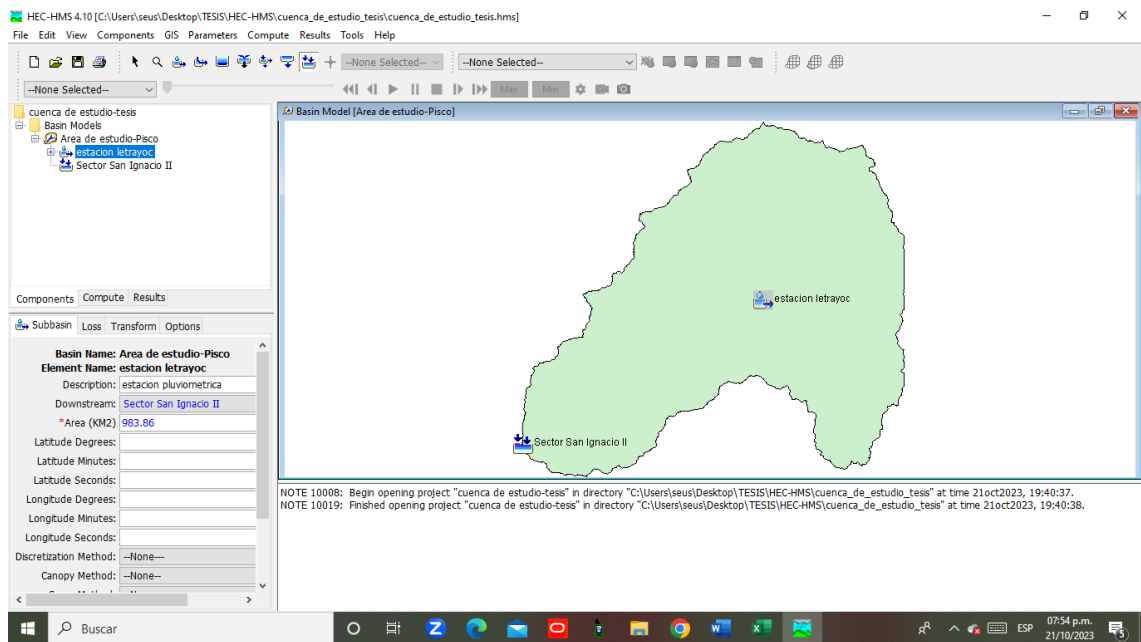 HEC-HMS 4.10 [C:\Users\seus\Desktop\TESIS\HEC-HMS\cuenca_de_estudio_tesis\cuenca_de_estudio_tesis.hms]
File Edit View Components GIS Parameters Compute Results Tools Help
--None Selected-- --None Selected--
--None Selected-- Max Min
cuenca de estudio-tesis
Basin Models
Area de estudio-Pisco
estacion letrayoc
Sector San Ignacio II
Components Compute Results
Subbasin Loss Transform Options
Basin Name: Area de estudio-Pisco
Element Name: estacion letrayoc
Description: estacion pluviometrica
Downstream: Sector San Ignacio II
*Area (KM2) 983.86
Latitude Degrees:
Latitude Minutes:
Latitude Seconds:
Longitude Degrees:
Longitude Minutes:
Longitude Seconds:
Discretization Method: --None--
Canopy Method: --None--
Basin Model [Area de estudio-Pisco]
estacion letrayoc
Sector San Ignacio II
NOTE 10008: Begin opening project "cuenca de estudio-tesis" in directory "C:\Users\seus\Desktop\TESIS\HEC-HMS\cuenca_de_estudio_tesis" at time 21oct2023, 19:40:37.
NOTE 10019: Finished opening project "cuenca de estudio-tesis" in directory "C:\Users\seus\Desktop\TESIS\HEC-HMS\cuenca_de_estudio_tesis" at time 21oct2023, 19:40:38.
Buscar
ESP
07:54 p.m.
21/10/2023